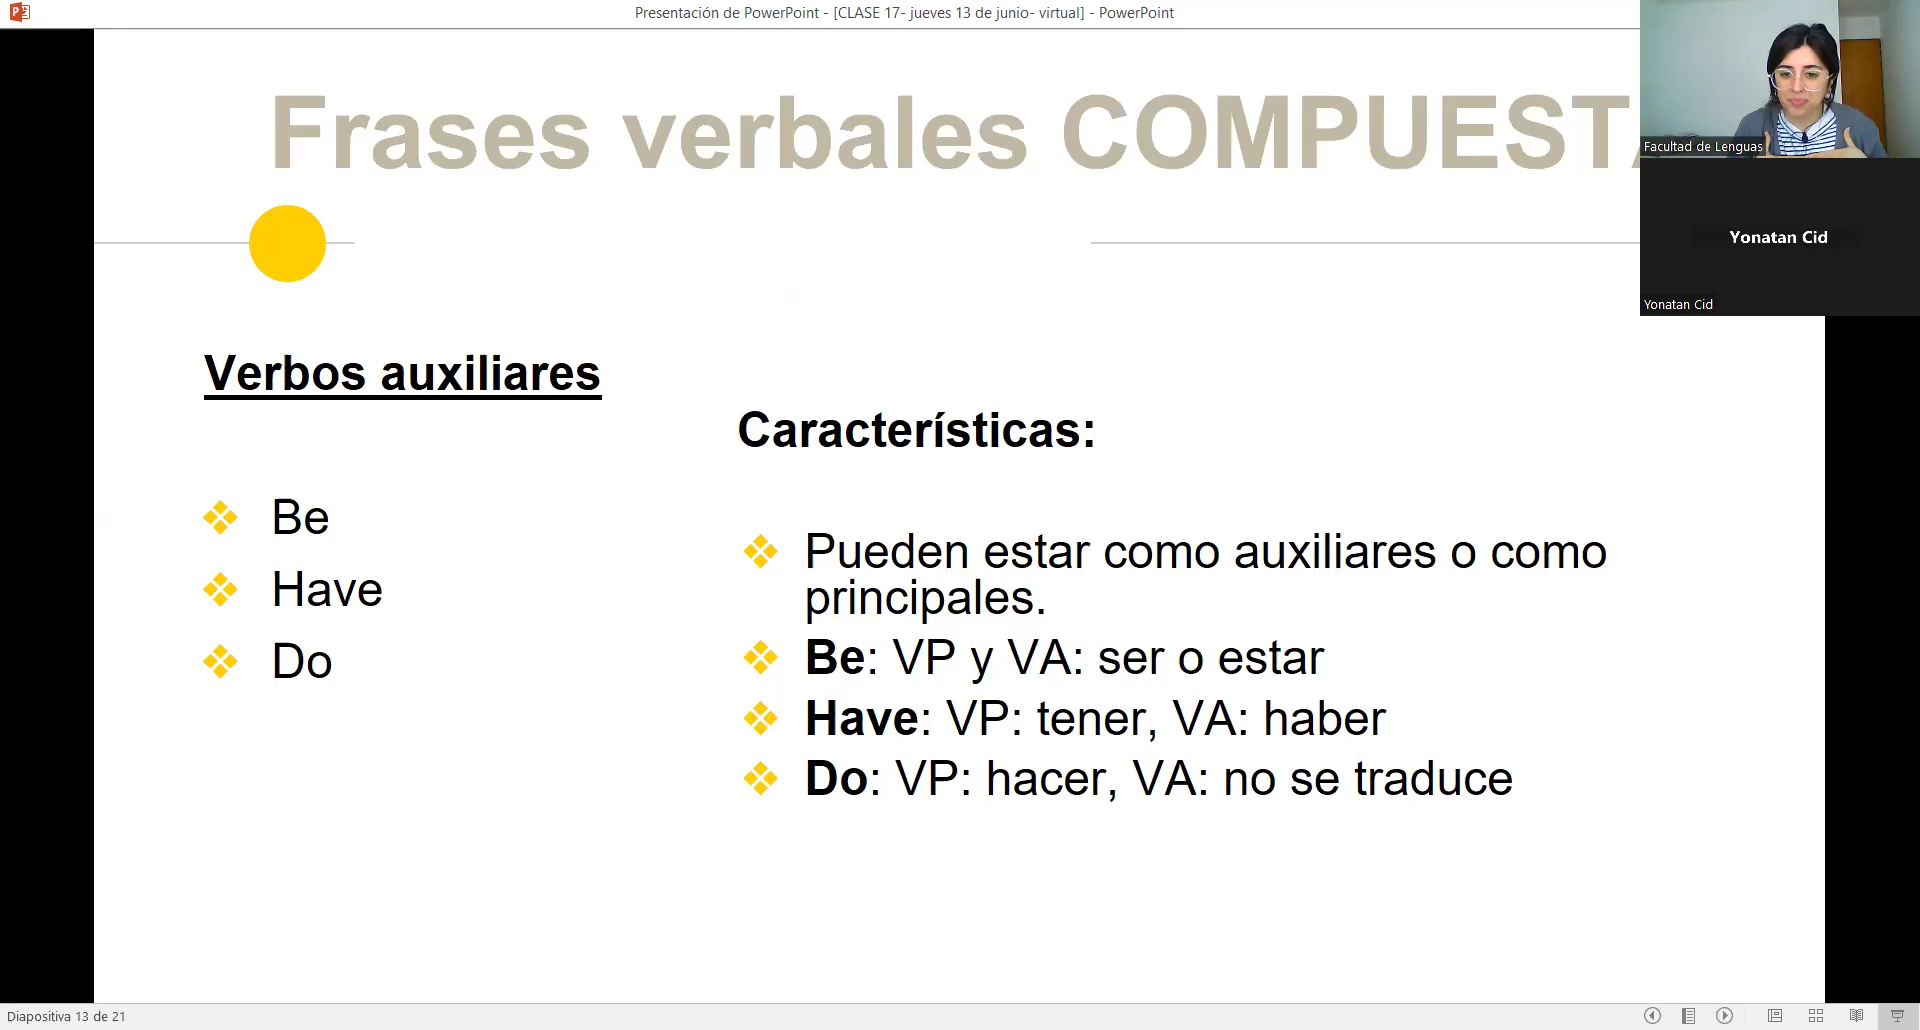 Presentación de PowerPoint - [CLASE 17- jueves 13 de junio- virtual] - PowerPoint
Frases verbales COMPUESTA
Facultad de Lenguas
Yonatan Cid
Yonatan Cid
Verbos auxiliares
Be
Have
Do
Características:
Pueden estar como auxiliares o como
principales.
Be: VP y VA: ser o estar
Have: VP: tener, VA: haber
Do: VP: hacer, VA: no se traduce
Diapositiva 13 de 21